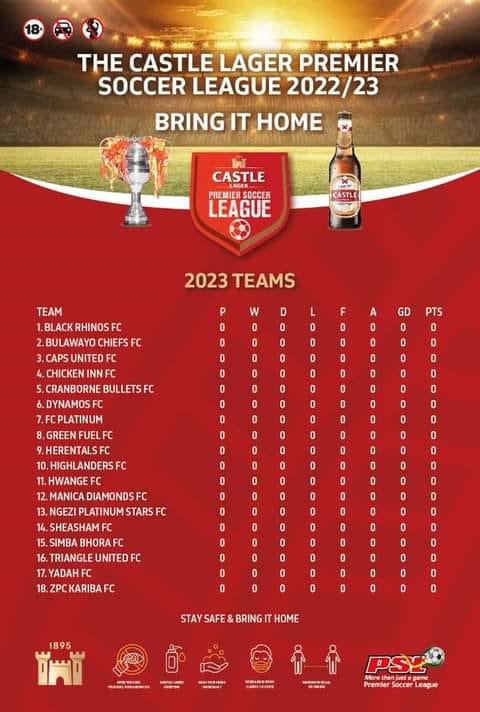 18+
THE CASTLE LAGER PREMIER
SOCCER LEAGUE 2022/23
BRING IT HOME
CASTLE
LAGER
PREMIER SOCCER
LEAGUE
CASTLE
2023 TEAMS
TEAM P W D L F A GD PTS
1. BLACK RHINOS FC 0 0 0 0 0 0 0 0
2. BULAWAYO CHIEFS FC 0 0 0 0 0 0 0 0
3. CAPS UNITED FC 0 0 0 0 0 0 0 0
4. CHICKEN INN FC 0 0 0 0 0 0 0 0
5. CRANBORNE BULLETS FC 0 0 0 0 0 0 0 0
6. DYNAMOS FC 0 0 0 0 0 0 0 0
7. FC PLATINUM 0 0 0 0 0 0 0 0
8. GREEN FUEL FC 0 0 0 0 0 0 0 0
9. HERENTALS FC 0 0 0 0 0 0 0 0
10. HIGHLANDERS FC 0 0 0 0 0 0 0 0
11. HWANGE FC 0 0 0 0 0 0 0 0
12. MANICA DIAMONDS FC 0 0 0 0 0 0 0 0
13. NGEZI PLATINUM STARS FC 0 0 0 0 0 0 0 0
14. SHEASHAM FC 0 0 0 0 0 0 0 0
15. SIMBA BHORA FC 0 0 0 0 0 0 0 0
16. TRIANGLE UNITED FC 0 0 0 0 0 0 0 0
17. YADAH FC 0 0 0 0 0 0 0 0
18. ZPC KARIBA FC 0 0 0 0 0 0 0 0
STAY SAFE & BRING IT HOME
1895
PSL
More than just a game
Premier Soccer League